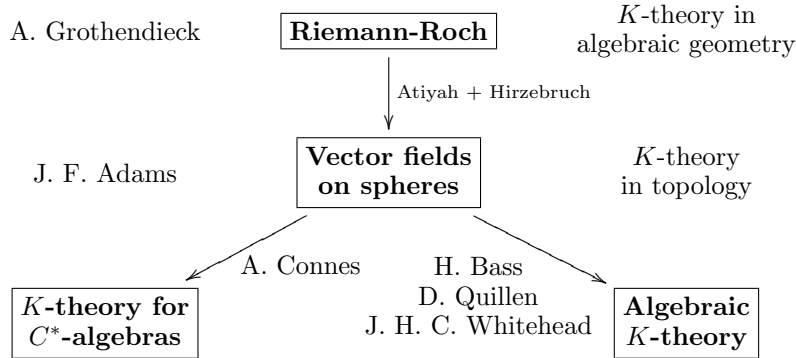 A. Grothendieck
Riemann-Roch
K-theory in
algebraic geometry
Atiyah + Hirzebruch
J. F. Adams
Vector fields
on spheres
K-theory
in topology
A. Connes
H. Bass
D. Quillen
J. H. C. Whitehead
K-theory for
C*-algebras
Algebraic
K-theory